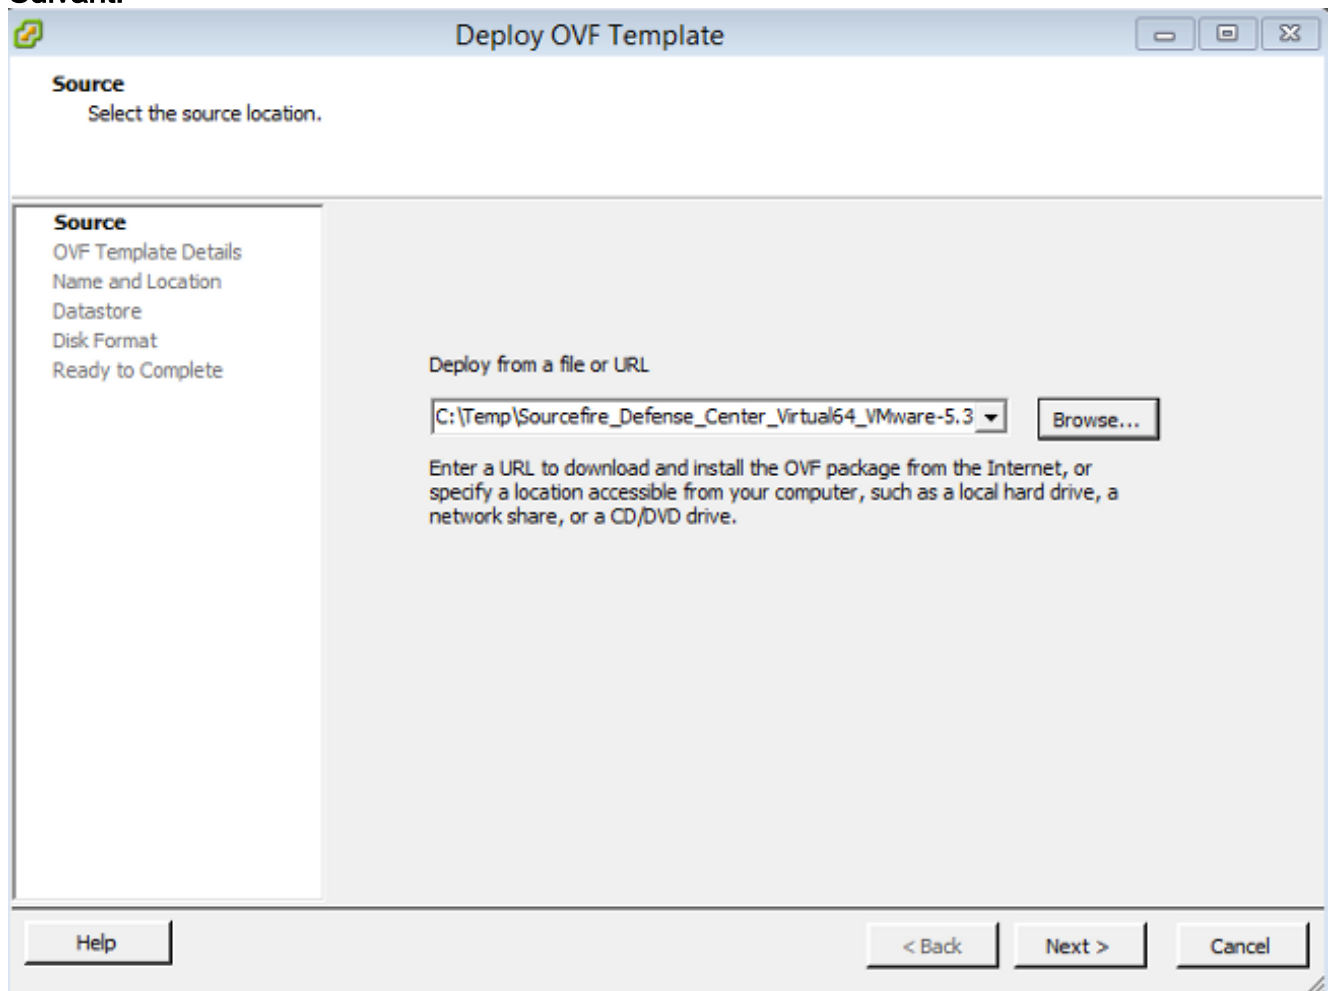 Suivant.
Deploy OVF Template
Source
Select the source location.
Source
OVF Template Details
Name and Location
Datastore
Disk Format
Ready to Complete
Deploy from a file or URL
C:\Temp\Sourcefire_Defense_Center_Virtual64_VMware-5.3
Browse...
Enter a URL to download and install the OVF package from the Internet, or
specify a location accessible from your computer, such as a local hard drive, a
network share, or a CD/DVD drive.
Help
< Back
Next >
Cancel